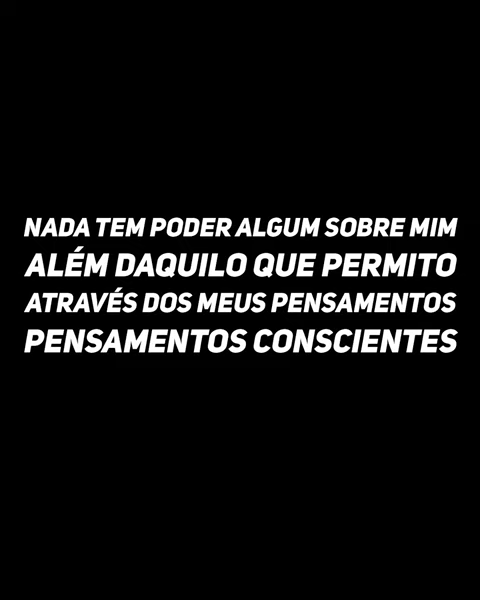 NADA TEM PODER ALGUM SOBRE MIM
ALÉM DAQUILO QUE PERMITO
ATRAVÉS DOS MEUS PENSAMENTOS
PENSAMENTOS CONSCIENTES